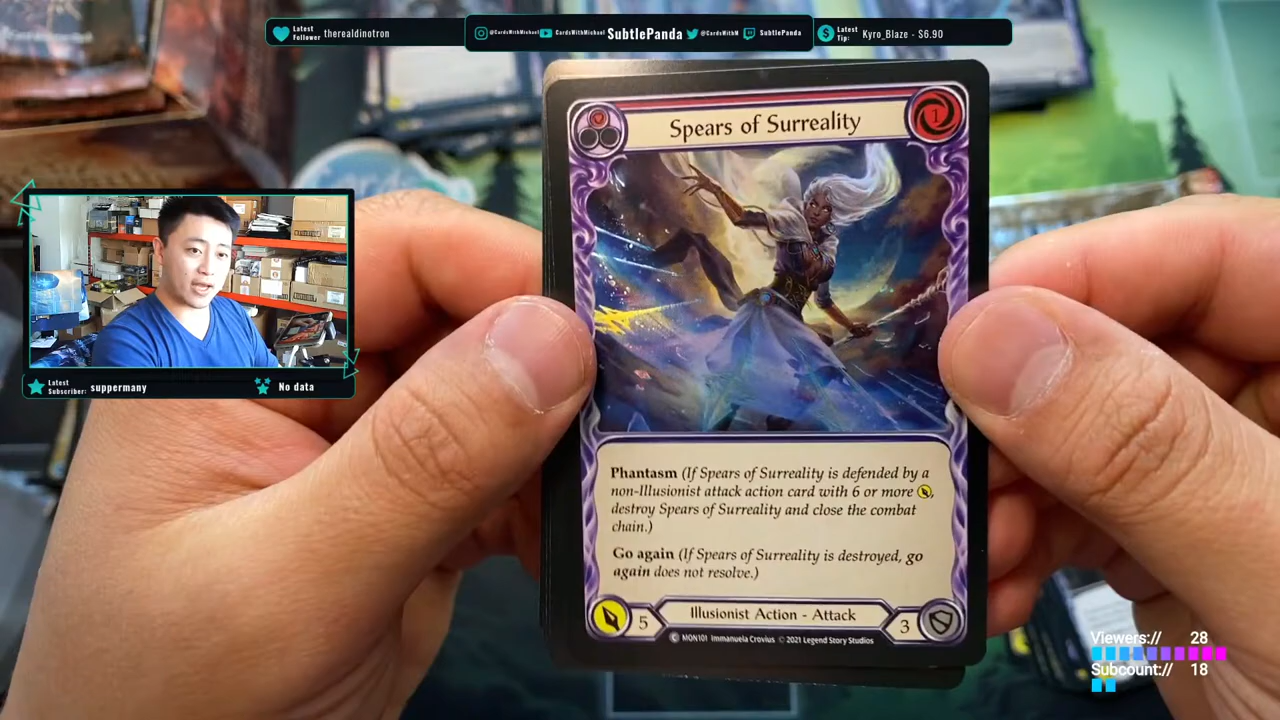 Latest
Follower
therealdinotron
@CardsWithMichael
CardsWithMichael
SubtlePanda
@CardsWithM
SubtlePanda
Latest
Tip:
Kyro_Blaze - $6.90
1
Spears of Surreality
Phantasm (If Spears of Surreality is defended by a
non-Illusionist attack action card with 6 or more ,
destroy Spears of Surreality and close the combat
chain.)
Go again (If Spears of Surreality is destroyed, go
again does not resolve.)
5
Illusionist Action - Attack
3
C MON101 Immanuela Crovius © 2021 Legend Story Studios
Latest
Subscriber:
suppermany
No data
Viewers:// 28
Subcount:// 18